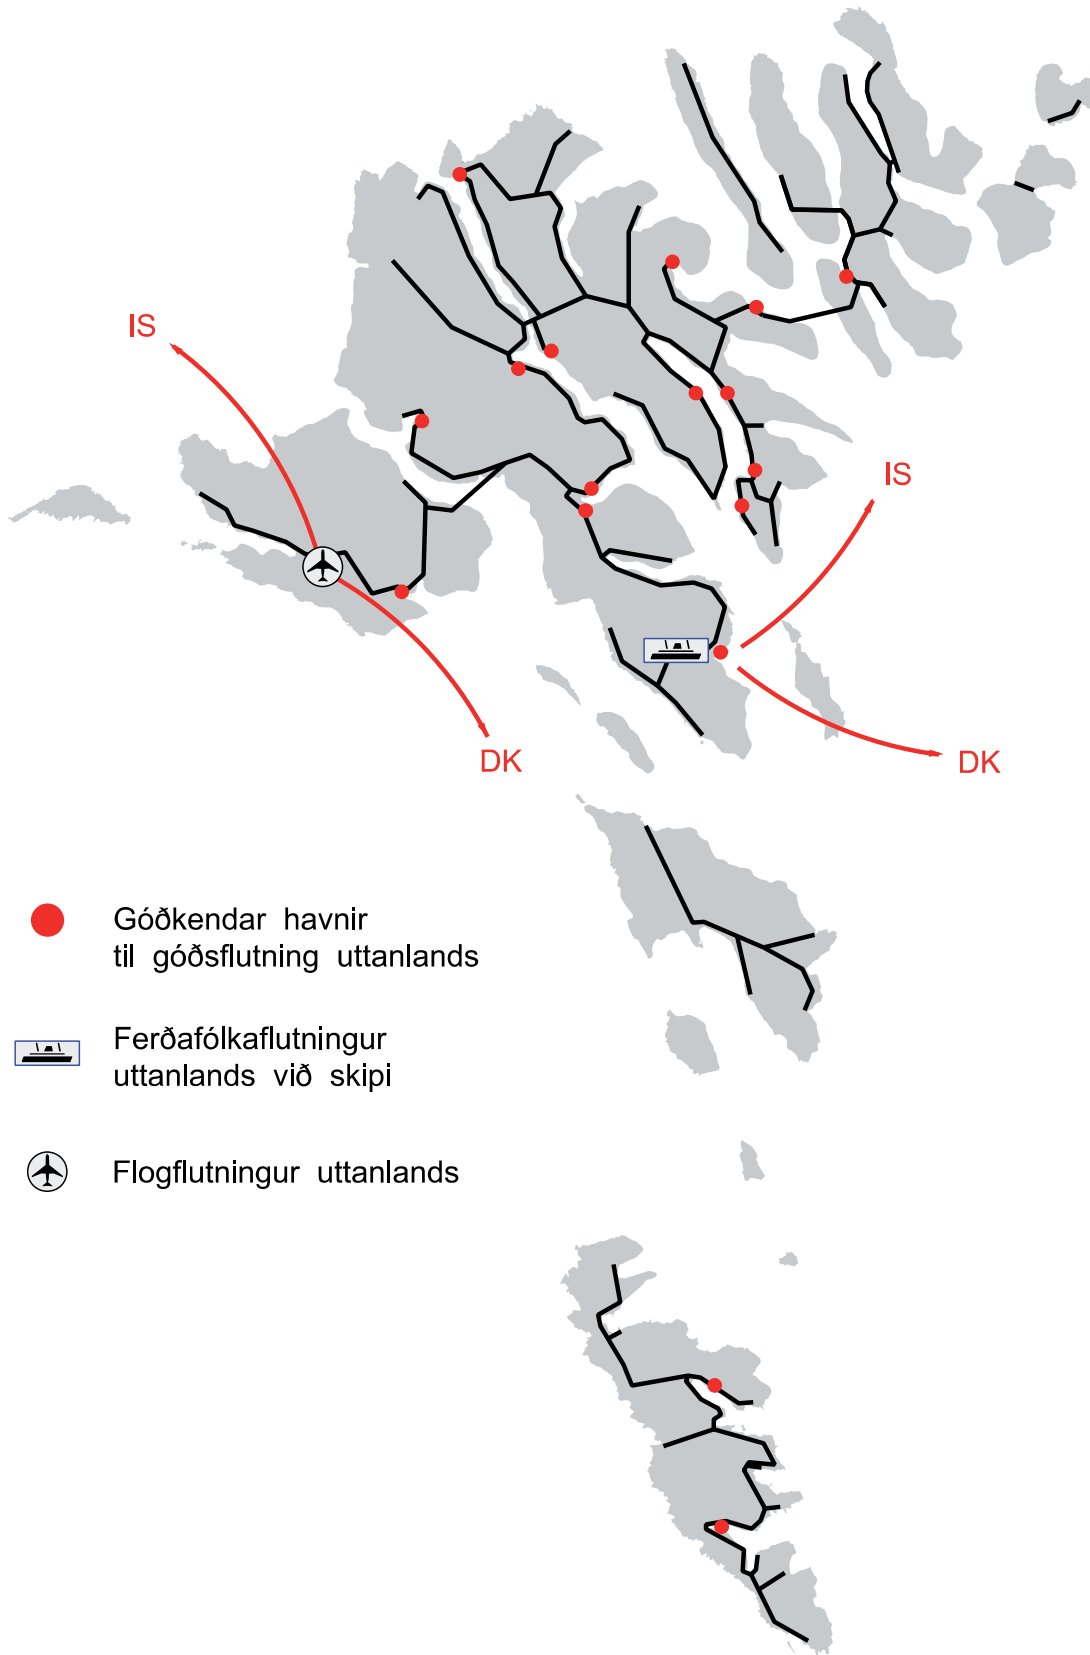 IS
IS
DK
DK
Góðkendar havnir
til góðsflutning uttanlands
Ferðafólkaflutningur
uttanlands við skipi
Flogflutningur uttanlands